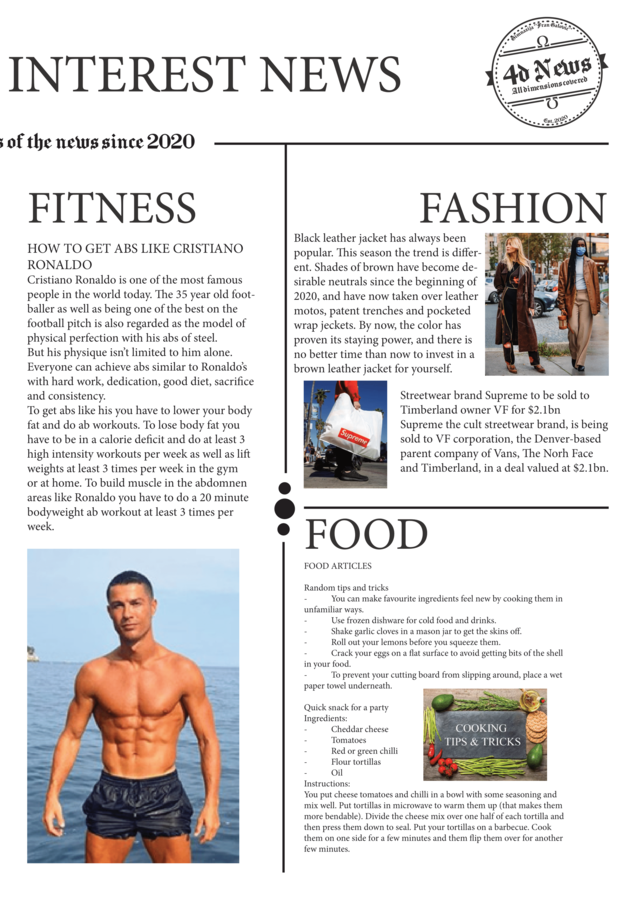 INTEREST NEWS
4d News
All dimensions covered
Est. 2020
s of the news since 2020
FITNESS
HOW TO GET ABS LIKE CRISTIANO
RONALDO
Cristiano Ronaldo is one of the most famous
people in the world today. The 35 year old foot-
baller as well as being one of the best on the
football pitch is also regarded as the model of
physical perfection with his abs of steel.
But his physique isn't limited to him alone.
Everyone can achieve abs similar to Ronaldo's
with hard work, dedication, good diet, sacrifice
and consistency.
To get abs like his you have to lower your body
fat and do ab workouts. To lose body fat you
have to be in a calorie deficit and do at least 3
high intensity workouts per week as well as lift
weights at least 3 times per week in the gym
or at home. To build muscle in the abdomnen
areas like Ronaldo you have to do a 20 minute
bodyweight ab workout at least 3 times per
week.
FASHION
Black leather jacket has always been
popular. This season the trend is differ-
ent. Shades of brown have become de-
sirable neutrals since the beginning of
2020, and have now taken over leather
motos, patent trenches and pocketed
wrap jackets. By now, the color has
proven its staying power, and there is
no better time than now to invest in a
brown leather jacket for yourself.
Supreme
Streetwear brand Supreme to be sold to
Timberland owner VF for $2.1bn
Supreme the cult streetwear brand, is being
sold to VF corporation, the Denver-based
parent company of Vans, The Norh Face
and Timberland, in a deal valued at $2.1bn.
FOOD
FOOD ARTICLES
Random tips and tricks
- You can make favourite ingredients feel new by cooking them in
unfamiliar ways.
- Use frozen dishware for cold food and drinks.
- Shake garlic cloves in a mason jar to get the skins off.
- Roll out your lemons before you squeeze them.
- Crack your eggs on a flat surface to avoid getting bits of the shell
in your food.
- To prevent your cutting board from slipping around, place a wet
paper towel underneath.
Quick snack for a party
Ingredients:
- Cheddar cheese
- Tomatoes
- Red or green chilli
- Flour tortillas
- Oil
Instructions:
COOKING
TIPS & TRICKS
You put cheese tomatoes and chilli in a bowl with some seasoning and
mix well. Put tortillas in microwave to warm them up (that makes them
more bendable). Divide the cheese mix over one half of each tortilla and
then press them down to seal. Put your tortillas on a barbecue. Cook
them on one side for a few minutes and them flip them over for another
few minutes.